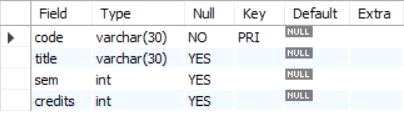 Field Type Null Key Default Extra
code varchar(30) NO PRI NULL
title varchar(30) YES NULL
sem int YES NULL
credits int YES NULL